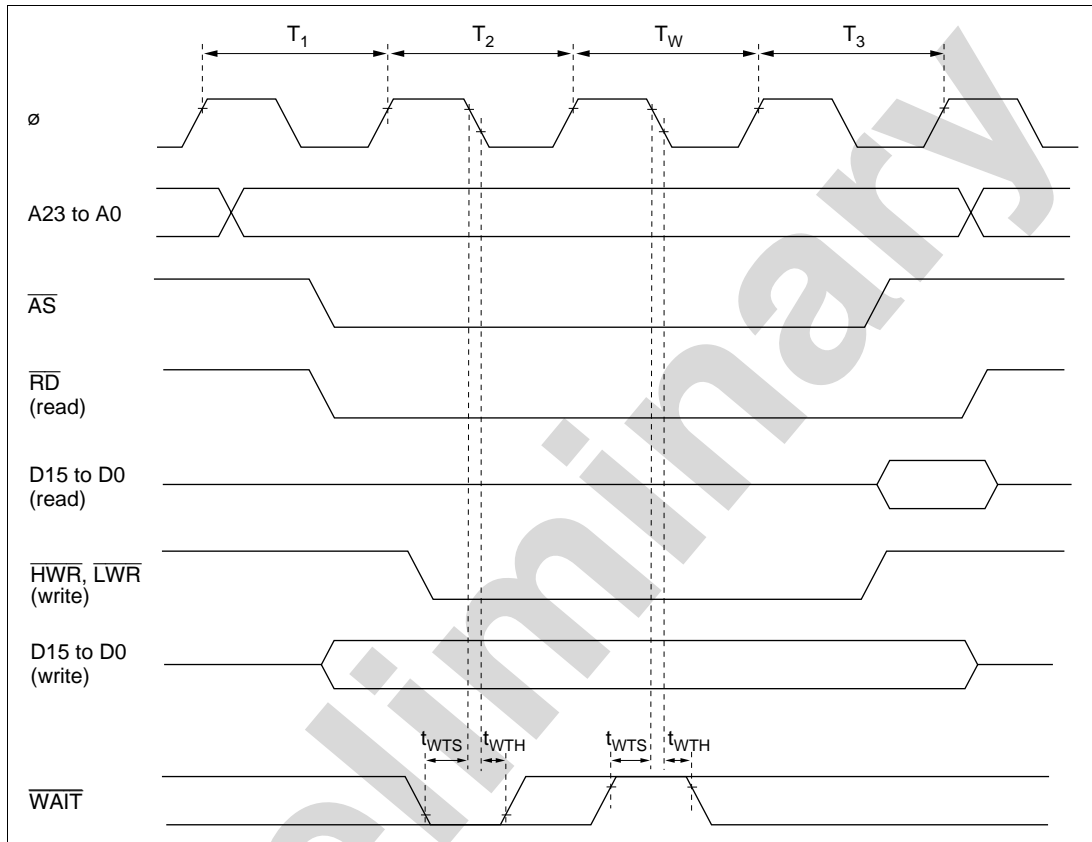 T1 T2 TW T3
ø
A23 to A0
AS
RD
(read)
D15 to D0
(read)
HWR, LWR
(write)
D15 to D0
(write)
tWTS tWTH tWTS tWTH
WAIT
eliminary